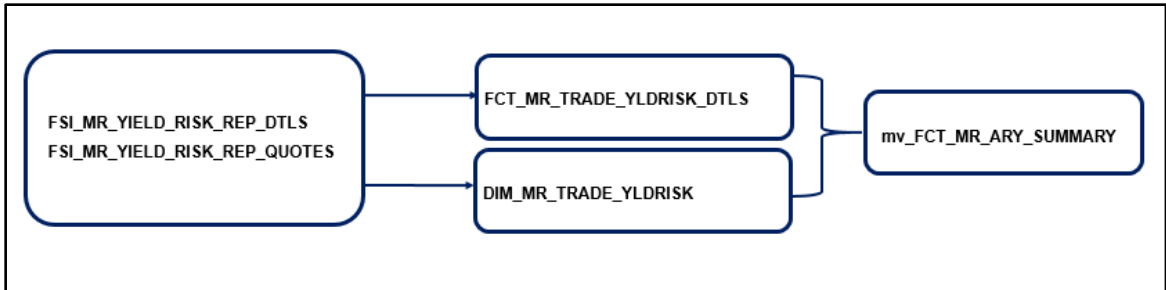 FSI_MR_YIELD_RISK_REP_DTLS
FSI_MR_YIELD_RISK_REP_QUOTES
FCT_MR_TRADE_YLDRISK_DTLS
DIM_MR_TRADE_YLDRISK
mv_FCT_MR_ARY_SUMMARY